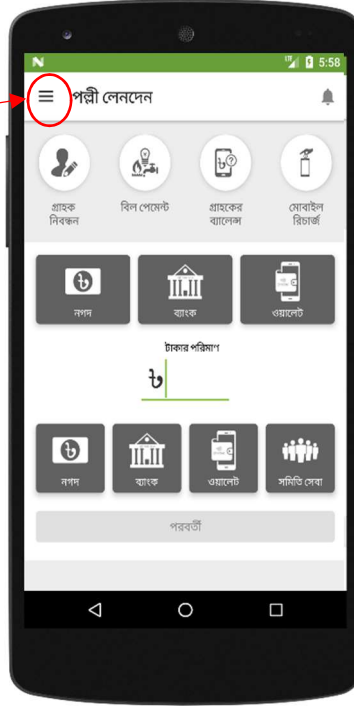 5:58
পল্লী লেনদেন
গ্রাহক নিবন্ধন
বিল পেমেন্ট
গ্রাহকের ব্যালেন্স
মোবাইল রিচার্জ
নগদ
ব্যাংক
ওয়ালেট
টাকার পরিমাণ
৳
নগদ
ব্যাংক
ওয়ালেট
সমিতি সেবা
পরবর্তী